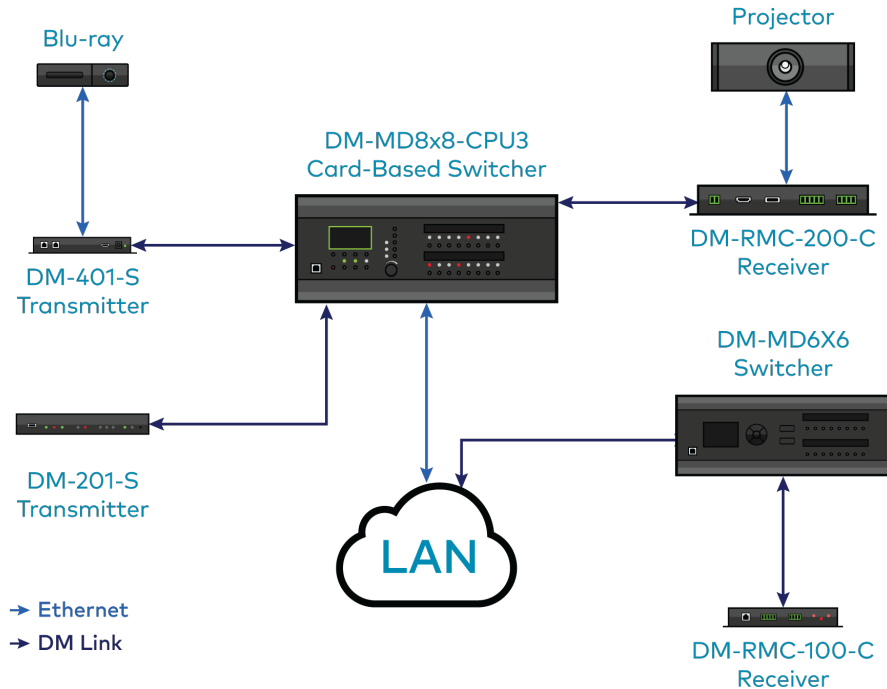 Blu-ray
Projector
DM-MD8x8-CPU3
Card-Based Switcher
DM-401-S
Transmitter
DM-RMC-200-C
Receiver
DM-MD6X6
Switcher
DM-201-S
Transmitter
LAN
Ethernet
DM Link
DM-RMC-100-C
Receiver